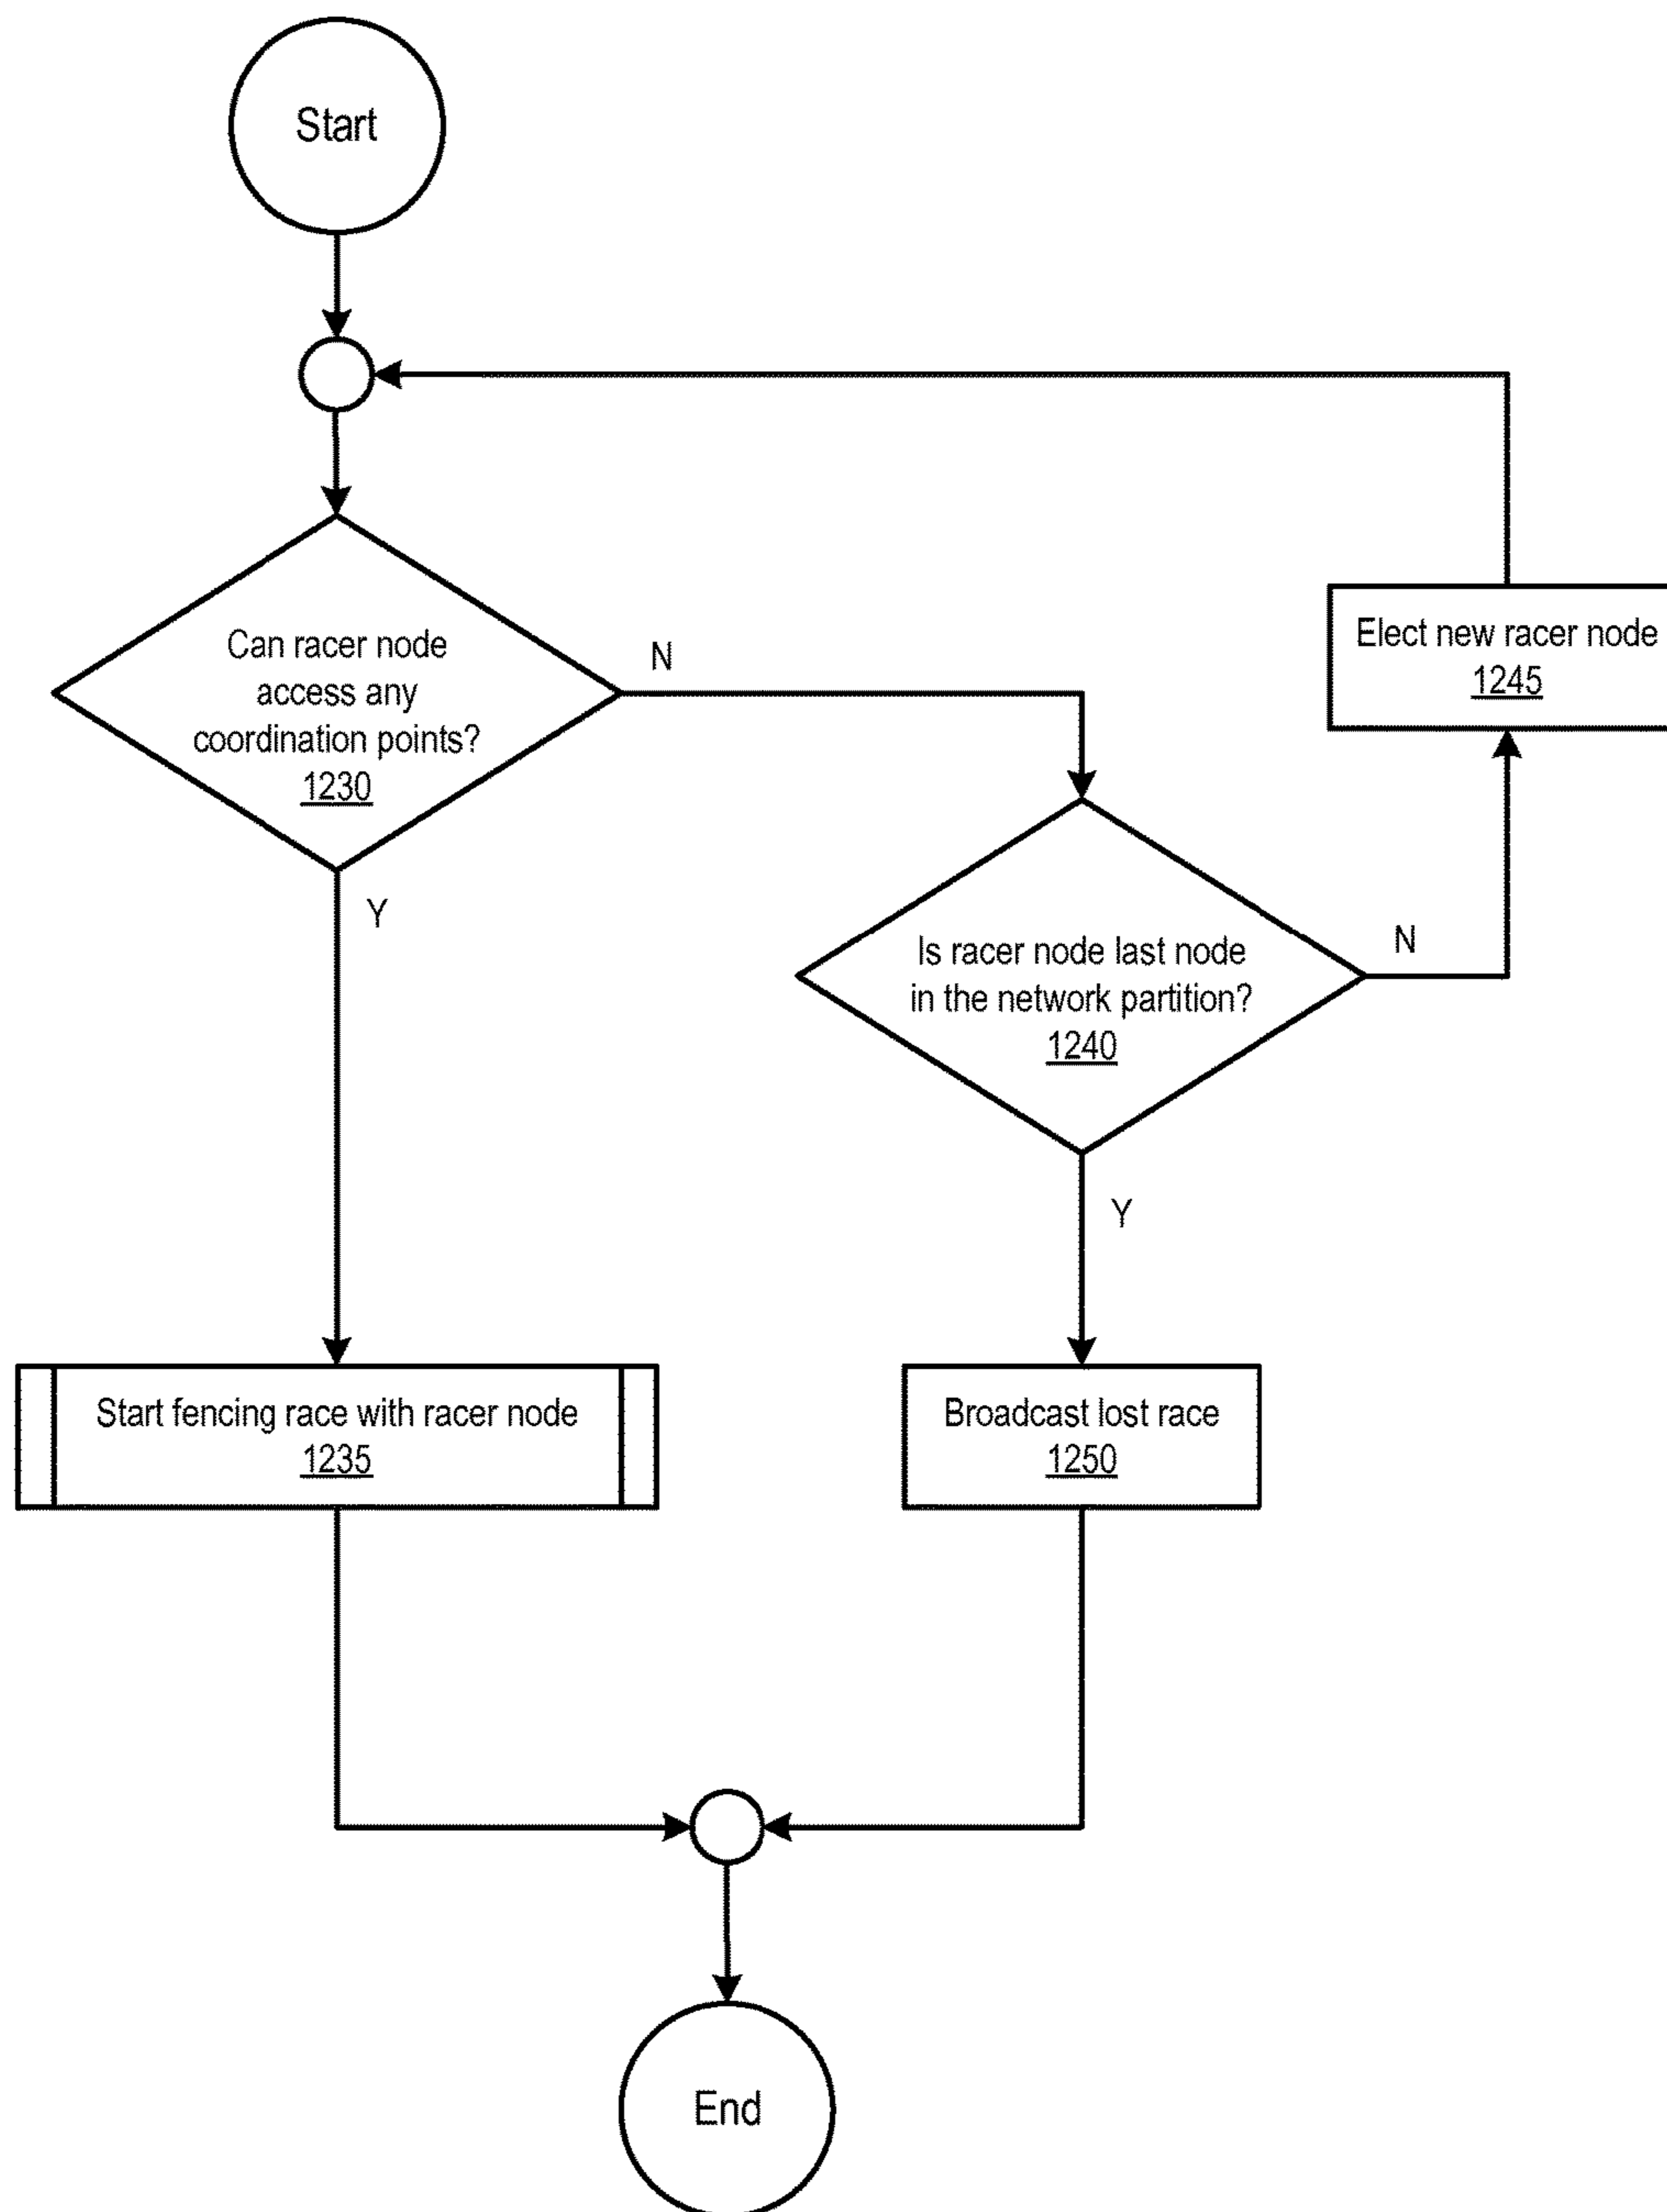 Start
Can racer node
access any
coordination points?
1230
N
Y
Elect new racer node
1245
Is racer node last node
in the network partition?
1240
N
Y
Start fencing race with racer node
1235
Broadcast lost race
1250
End